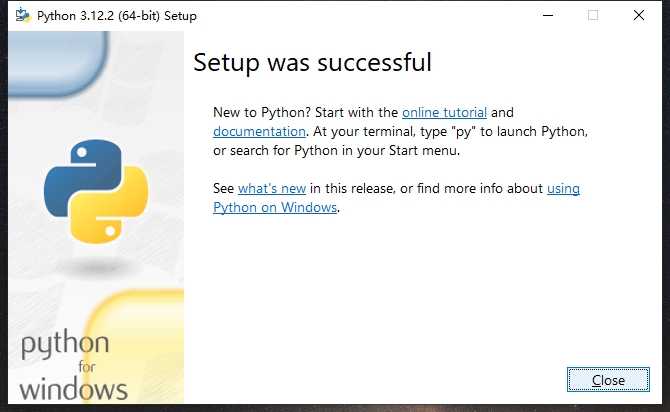 Python 3.12.2 (64-bit) Setup
Setup was successful
New to Python? Start with the online tutorial and
documentation. At your terminal, type "py" to launch Python,
or search for Python in your Start menu.
See what's new in this release, or find more info about using
Python on Windows.
python
for
windows
Close